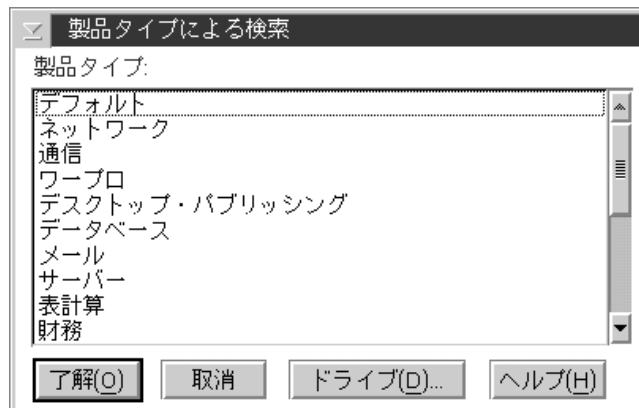 製品タイプによる検索
製品タイプ:
デフォルト
ネットワーク
通信
ワープロ
デスクトップ・パブリッシング
データベース
メール
サーバー
表計算
財務
了解(O) 取消 ドライブ(D)... ヘルプ(H)